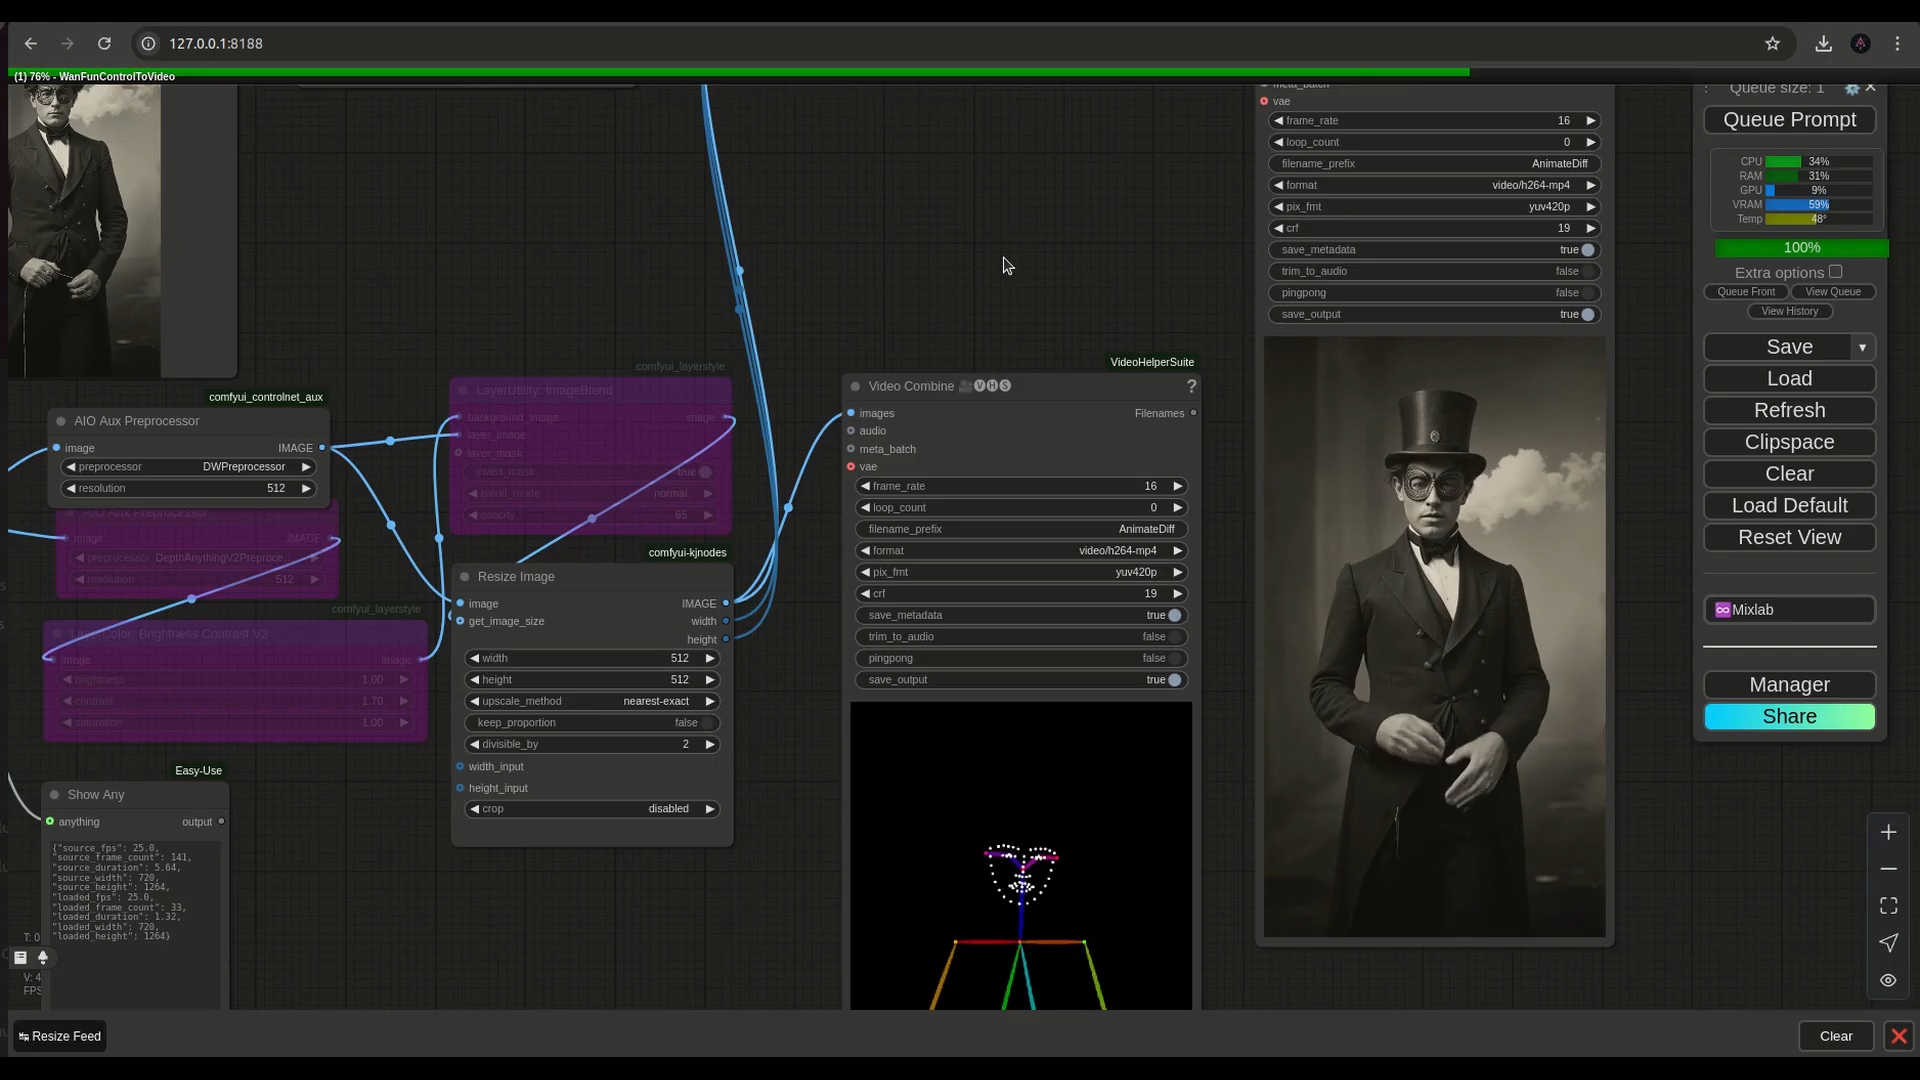 127.0.0.1:8188
(1) 76% - WanFunControlToVideo
meta_batch
vae
frame_rate 16
loop_count 0
filename_prefix AnimateDiff
format video/h264-mp4
pix_fmt yuv420p
crf 19
save_metadata true
trim_to_audio false
pingpong false
save_output true
Queue size: 1
Queue Prompt
CPU 34%
RAM 31%
GPU 9%
VRAM 59%
Temp 48°
100%
Extra options
Queue Front View Queue
View History
Save
Load
Refresh
Clipspace
Clear
Load Default
Reset View
Mixlab
Manager
Share
comfyui_controlnet_aux
AIO Aux Preprocessor
image IMAGE
preprocessor DWPreprocessor
resolution 512
AIO Aux Preprocessor
image IMAGE
preprocessor DepthAnythingV2Preproce
resolution 512
comfyui_layerstyle
image image
brightness 1.00
contrast 1.70
saturation 1.00
Easy-Use
Show Any
anything output
{"source_fps": 25.0,
"source_frame_count": 141,
"source_duration": 5.64,
"source_width": 720,
"source_height": 1264,
"loaded_fps": 25.0,
"loaded_frame_count": 33,
"loaded_duration": 1.32,
"loaded_width": 720,
"loaded_height": 1264}
T: 0
V: 4
FPS
comfyui_layerstyle
LayerUtility: ImageBlend
background_image image
layer_image
layer_mask
invert_mask true
blend_mode normal
opacity 65
comfyui-kjnodes
Resize Image
image IMAGE
get_image_size width
height
width 512
height 512
upscale_method nearest-exact
keep_proportion false
divisible_by 2
width_input
height_input
crop disabled
VideoHelperSuite
Video Combine 🎥🅥🅗🅢 ?
images Filenames
audio
meta_batch
vae
frame_rate 16
loop_count 0
filename_prefix AnimateDiff
format video/h264-mp4
pix_fmt yuv420p
crf 19
save_metadata true
trim_to_audio false
pingpong false
save_output true
Resize Feed
Clear